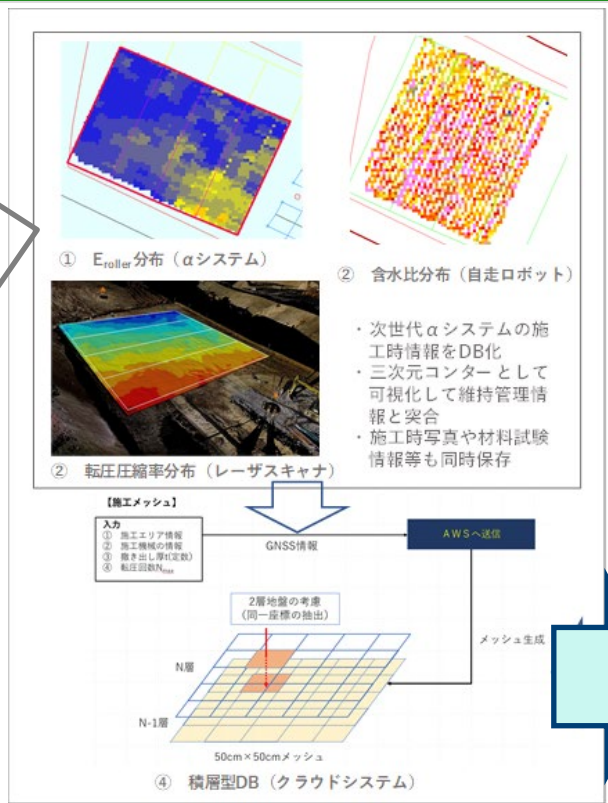 ① Eroller分布（αシステム）
② 含水比分布（自走ロボット）
② 転圧圧縮率分布（レーザスキャナ）
・次世代αシステムの施
工時情報をDB化
・三次元コンターとして
可視化して維持管理情
報と突合
・施工時写真や材料試験
情報等も同時保存
【施工メッシュ】
入力
① 施工エリア情報
② 施工機械の情報
③ 撒き出し厚t(定数)
④ 転圧回数Nmax
GNSS情報
AWSへ送信
2層地盤の考慮
（同一座標の抽出）
メッシュ生成
N層
N-1層
50cm×50cmメッシュ
④ 積層型DB（クラウドシステム）